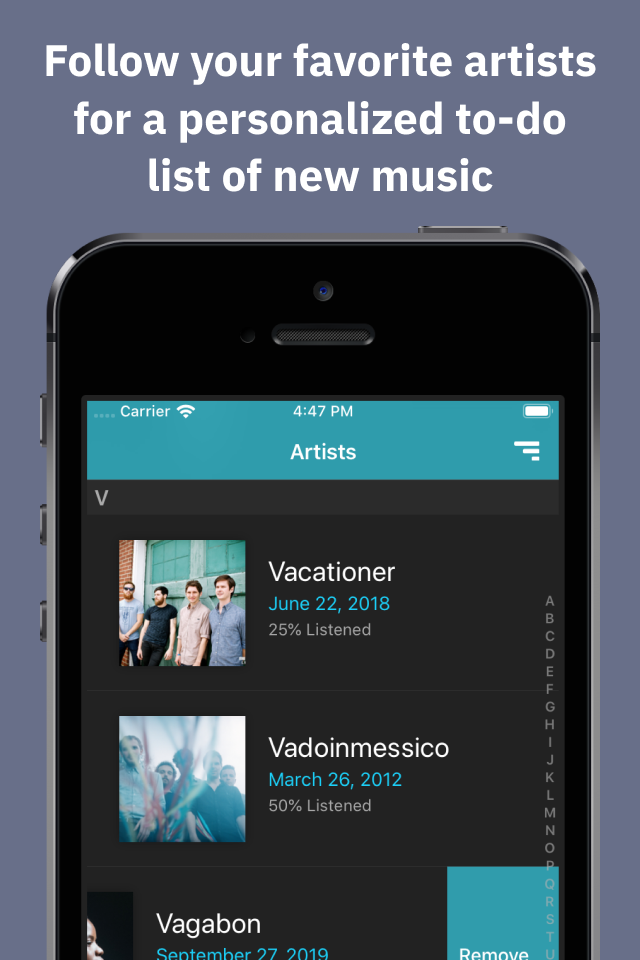 Follow your favorite artists
for a personalized to-do
list of new music
Carrier 4:47 PM
Artists
V
Vacationer
June 22, 2018
25% Listened
Vadoinmessico
March 26, 2012
50% Listened
Vagabon
September 27, 2019
Remove
A
B
C
D
E
F
G
H
I
J
K
L
M
N
O
P
Q
R
S
T
U